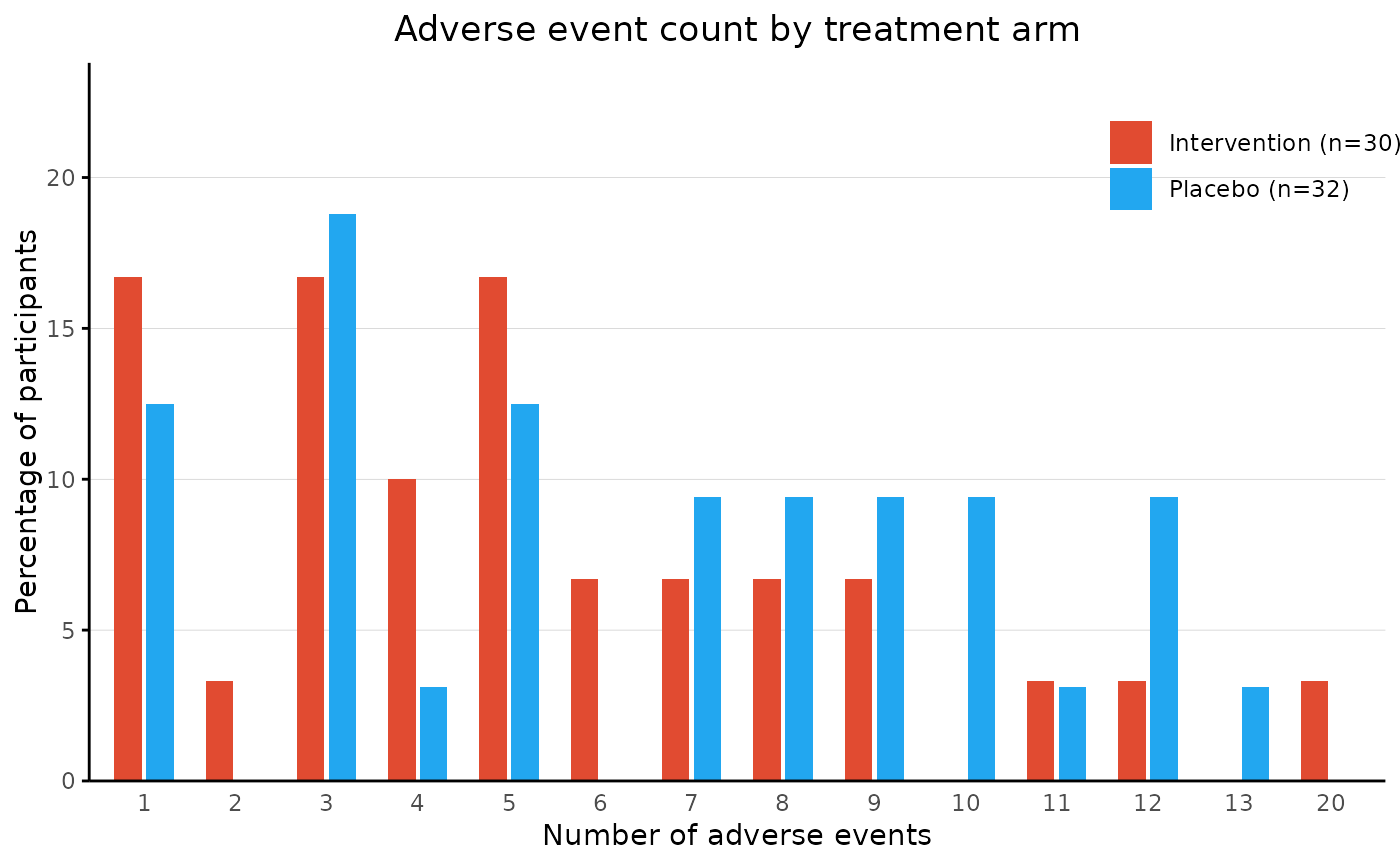 Adverse event count by treatment arm
Intervention (n=30)
Placebo (n=32)
Percentage of participants
20
15
10
5
0
1 2 3 4 5 6 7 8 9 10 11 12 13 20
Number of adverse events